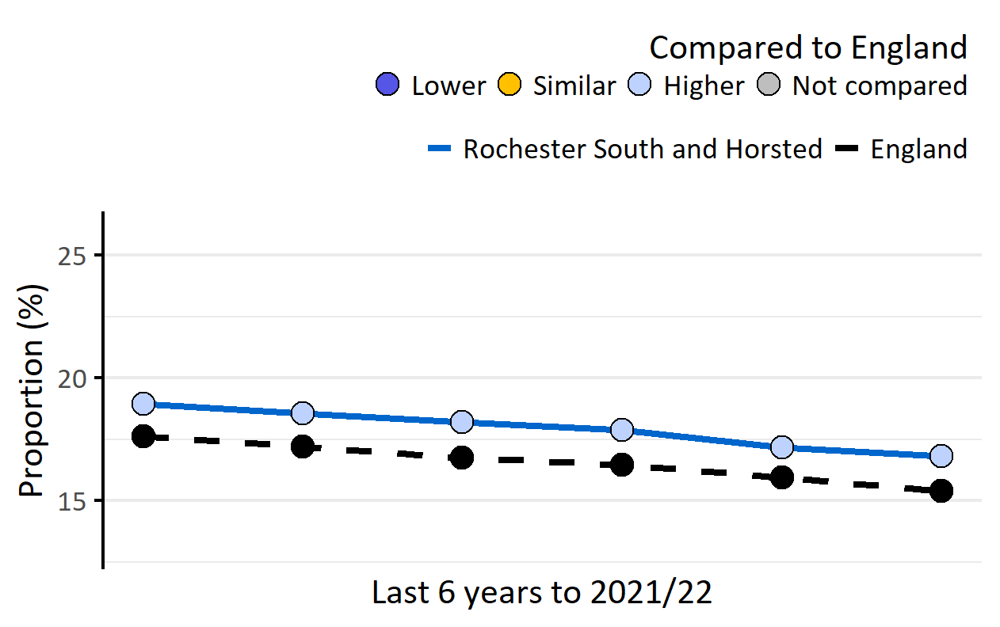 Compared to England
Lower Similar Higher Not compared
Rochester South and Horsted England
25
20
15
Proportion (%)
Last 6 years to 2021/22